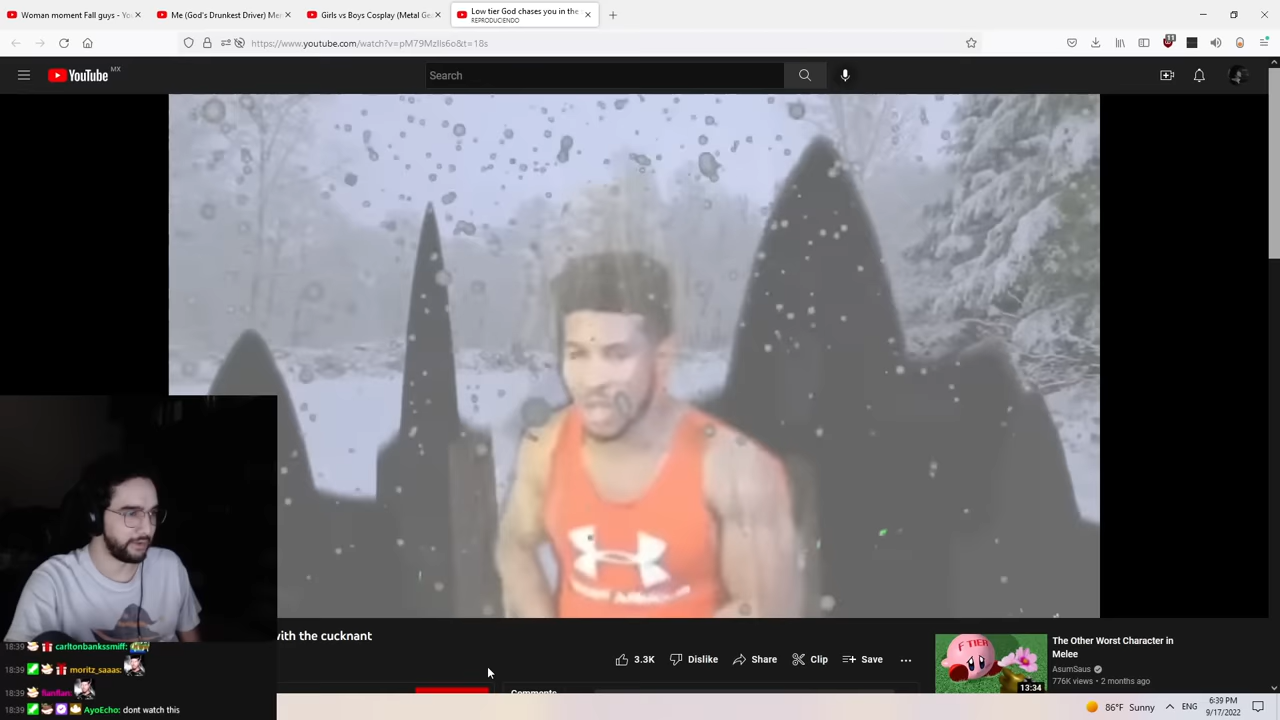 Woman moment Fall guys - Yo
Me (God's Drunkest Driver) Me
Girls vs Boys Cosplay (Metal Ge
Low tier God chases you in the
REPRODUCIENDO
https://www.youtube.com/watch?v=pM79MzlIs6o&t=18s
11
YouTube MX
Search
with the cucknant
3.3K
Dislike
Share
Clip
Save
Comments
The Other Worst Character in
Melee
AsumSaus
776K views • 2 months ago
F TIER
13:34
18:39 carltonbankssmiff:
18:39 moritz_saaas:
18:39 flanflan:
18:39 AyoEcho: dont watch this
86°F Sunny
ENG
6:39 PM
9/17/2022